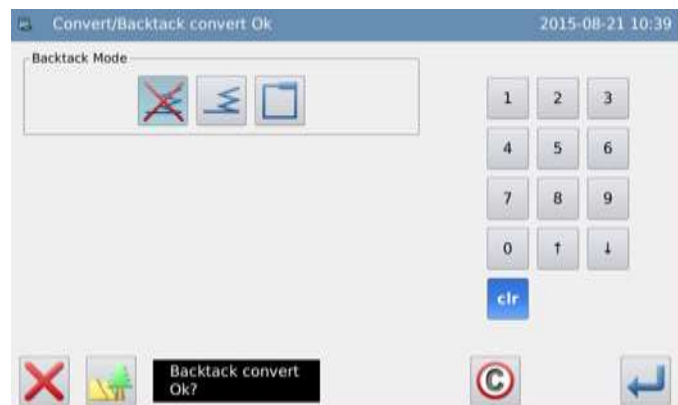 Convert/Backtack convert Ok 2015-08-21 10:39
Backtack Mode
1 2 3
4 5 6
7 8 9
0 ↑ ↓
clr
Backtack convert
Ok?
C